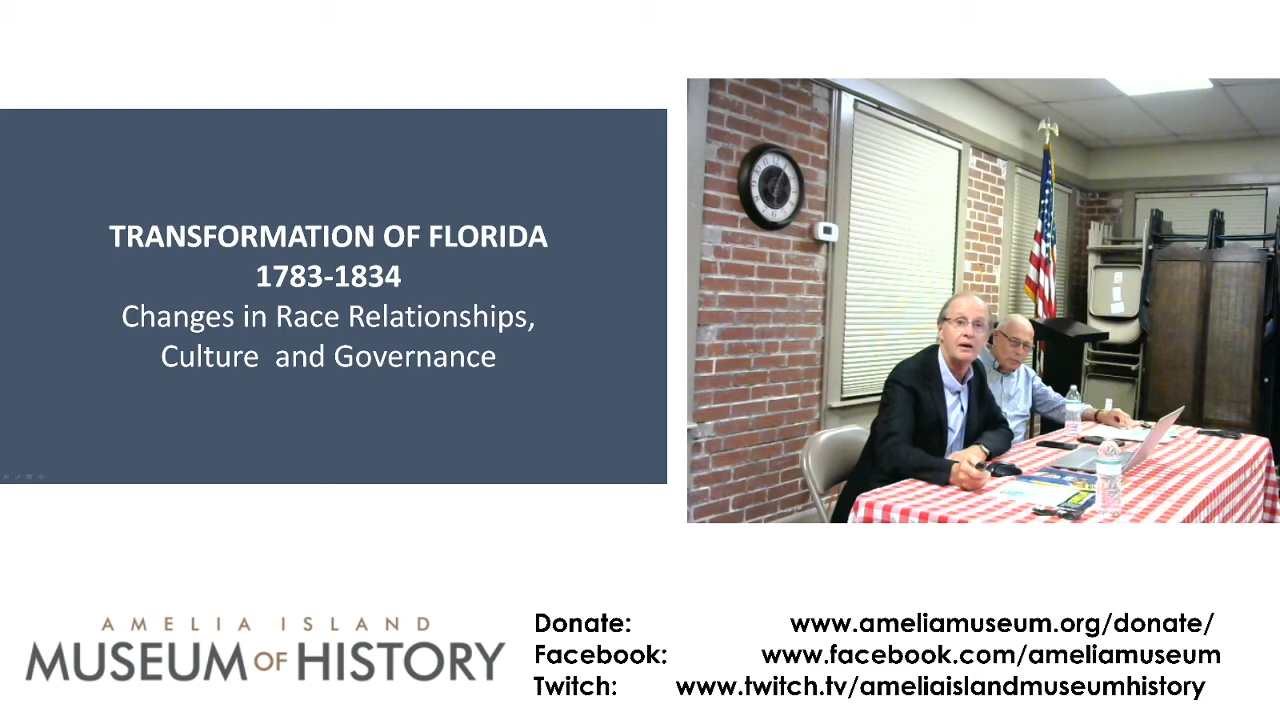 TRANSFORMATION OF FLORIDA
1783-1834
Changes in Race Relationships,
Culture and Governance
AMELIA ISLAND
MUSEUM OF HISTORY
Donate: www.ameliamuseum.org/donate/
Facebook: www.facebook.com/ameliamuseum
Twitch: www.twitch.tv/ameliaislandmuseumhistory